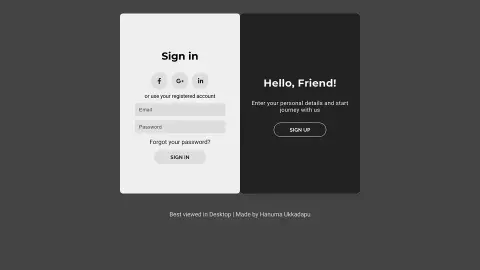 Sign in
f
G+
in
or use your registered account
Email
Password
Forgot your password?
SIGN IN
Hello, Friend!
Enter your personal details and start
journey with us
SIGN UP
Best viewed in Desktop | Made by Hanuma Ukkadapu